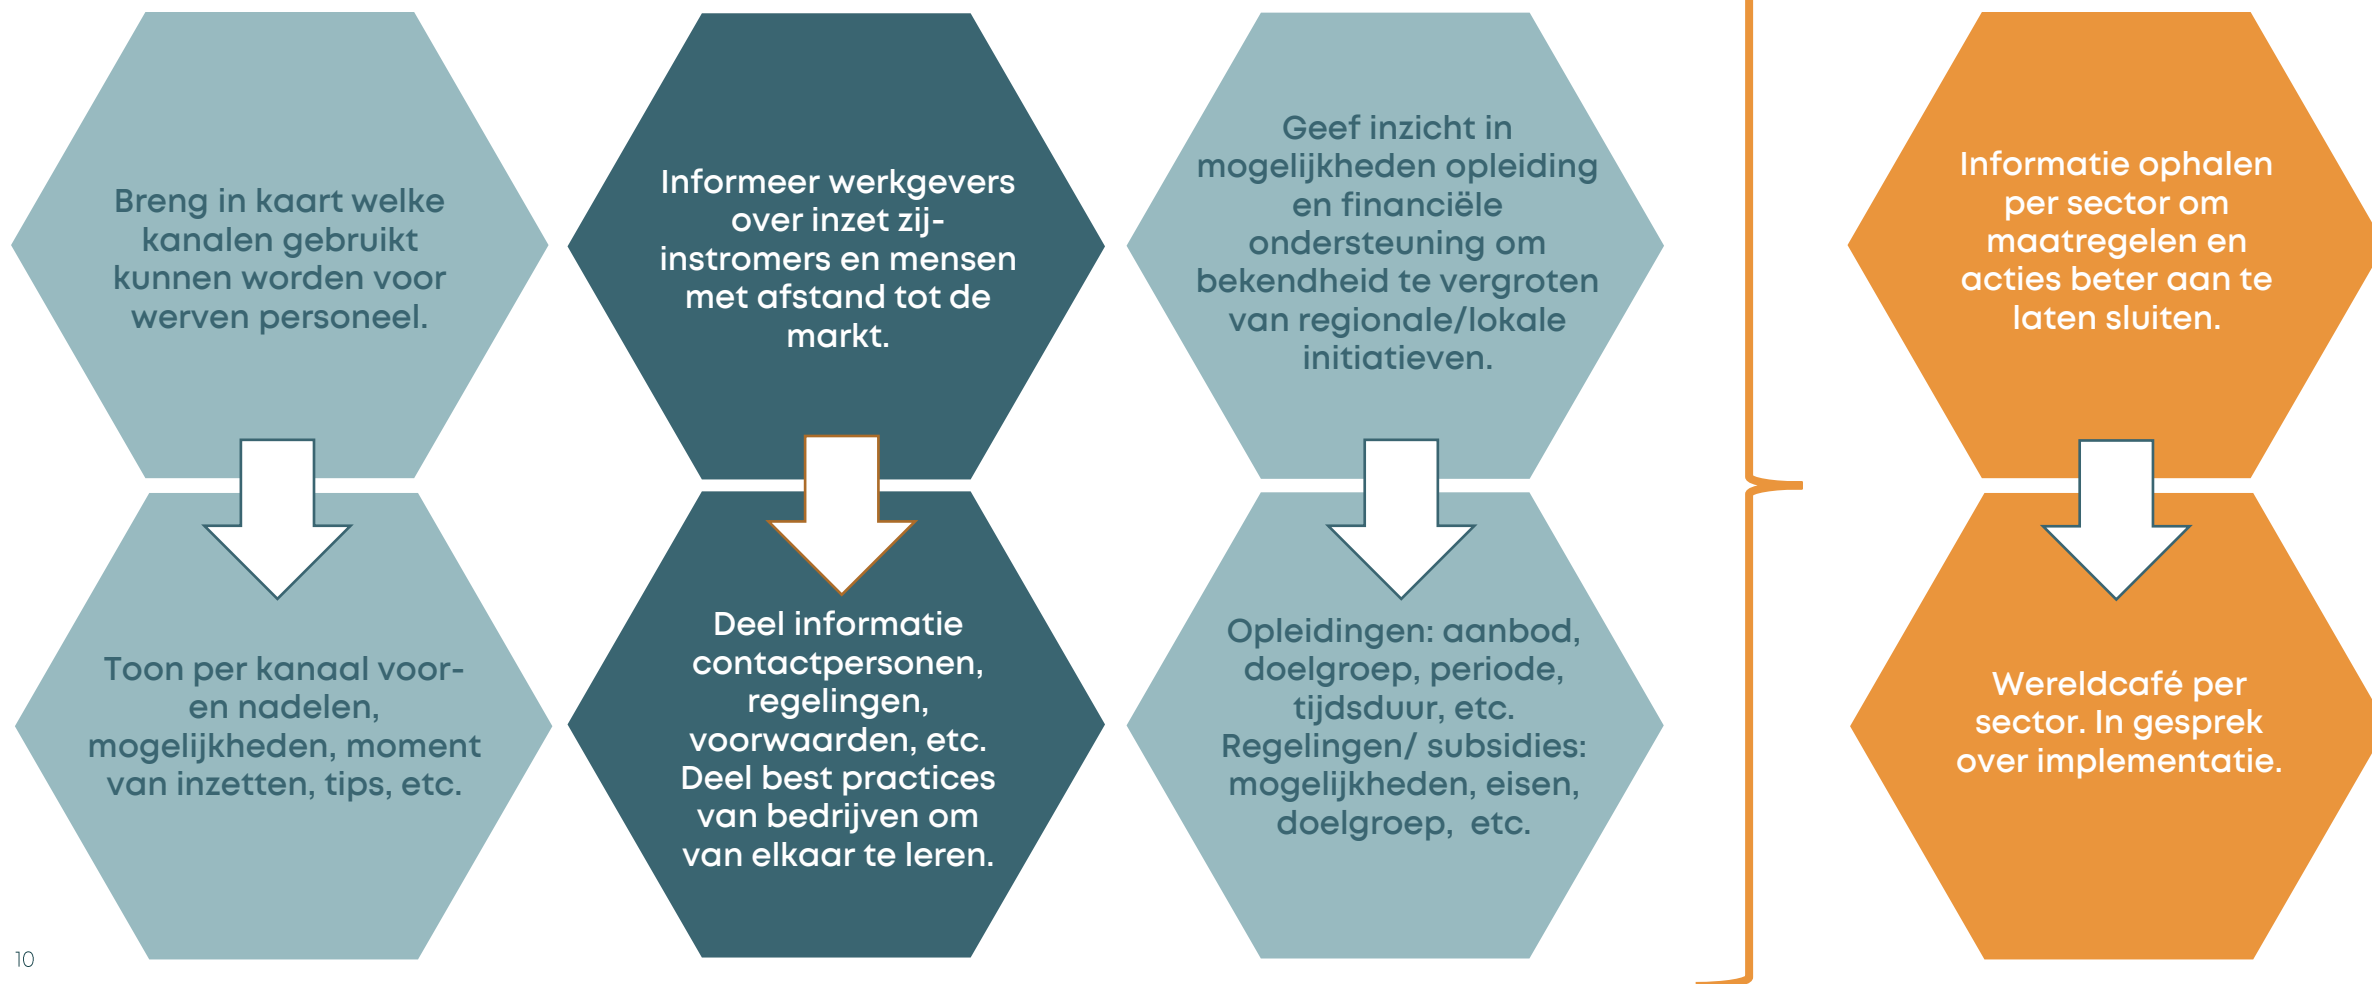 Breng in kaart welke
kanalen gebruikt
kunnen worden voor
werven personeel.
Toon per kanaal voor-
en nadelen,
mogelijkheden, moment
van inzetten, tips, etc.
Informeer werkgevers
over inzet zij-
instromers en mensen
met afstand tot de
markt.
Deel informatie
contactpersonen,
regelingen,
voorwaarden, etc.
Deel best practices
van bedrijven om
van elkaar te leren.
Geef inzicht in
mogelijkheden opleiding
en financiële
ondersteuning om
bekendheid te vergroten
van regionale/lokale
initiatieven.
Opleidingen: aanbod,
doelgroep, periode,
tijdsduur, etc.
Regelingen/ subsidies:
mogelijkheden, eisen,
doelgroep, etc.
Informatie ophalen
per sector om
maatregelen en
acties beter aan te
laten sluiten.
Wereldcafé per
sector. In gesprek
over implementatie.
10